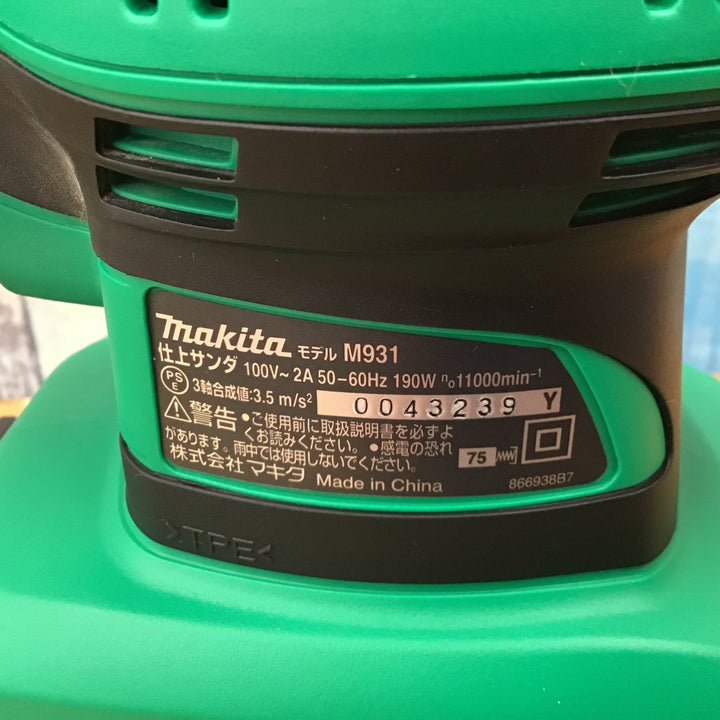 makita モデル M931
仕上サンダ 100V～2A 50−60Hz 190W n₀11000min⁻¹
PSE 3軸合成値:3.5 m/s² 0043239 Y
⚠警告 •ご使用前に取扱説明書を必ずよ
くお読みください。•感電の恐れ
があります。雨中では使用しないでください。
75
株式会社マキタ Made in China 866938B7
>TPE<